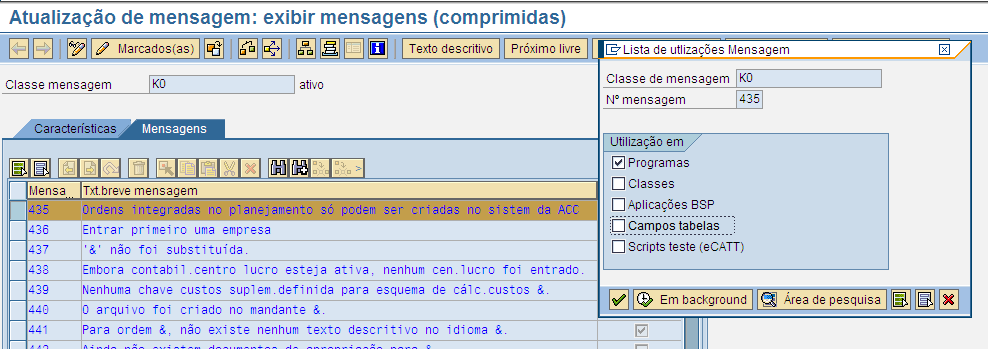 Atualização de mensagem: exibir mensagens (comprimidas)
Marcados(as)
Texto descritivo
Próximo livre
Classe mensagem K0 ativo
Características Mensagens
Mensa... Txt.breve mensagem
435 Ordens integradas no planejamento só podem ser criadas no sistem da ACC
436 Entrar primeiro uma empresa
437 '&' não foi substituída.
438 Embora contabil.centro lucro esteja ativa, nenhum cen.lucro foi entrado.
439 Nenhuma chave custos suplem.definida para esquema de cálc.custos &.
440 O arquivo foi criado no mandante &.
441 Para ordem &, não existe nenhum texto descritivo no idioma &.
Lista de utlizações Mensagem
Classe de mensagem K0
Nº mensagem 435
Utilização em
Programas
Classes
Aplicações BSP
Campos tabelas
Scripts teste (eCATT)
Em background
Área de pesquisa